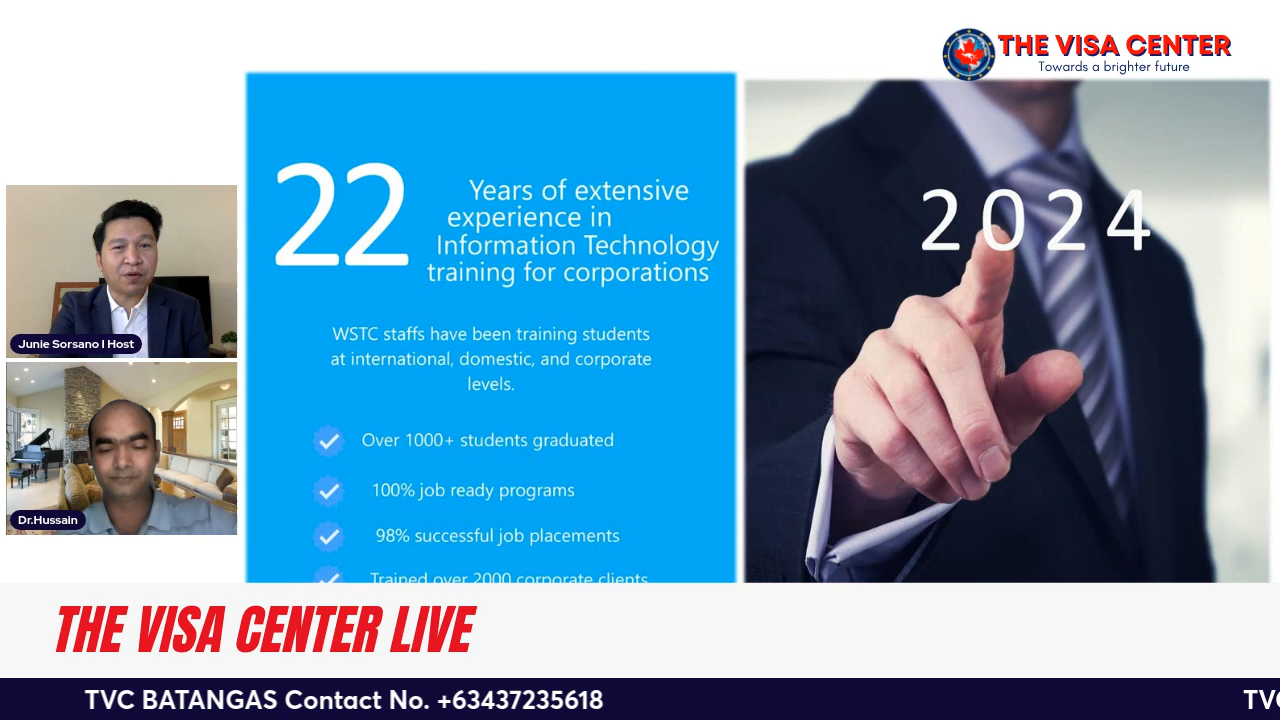 THE VISA CENTER
Towards a brighter future
22
Years of extensive
experience in
Information Technology
training for corporations
2024
WSTC staffs have been training students
at international, domestic, and corporate
levels.
Over 1000+ students graduated
100% job ready programs
98% successful job placements
Trained over 2000 corporate clients
Junie Sorsano I Host
Dr.Hussain
THE VISA CENTER LIVE
TVC BATANGAS Contact No. +63437235618